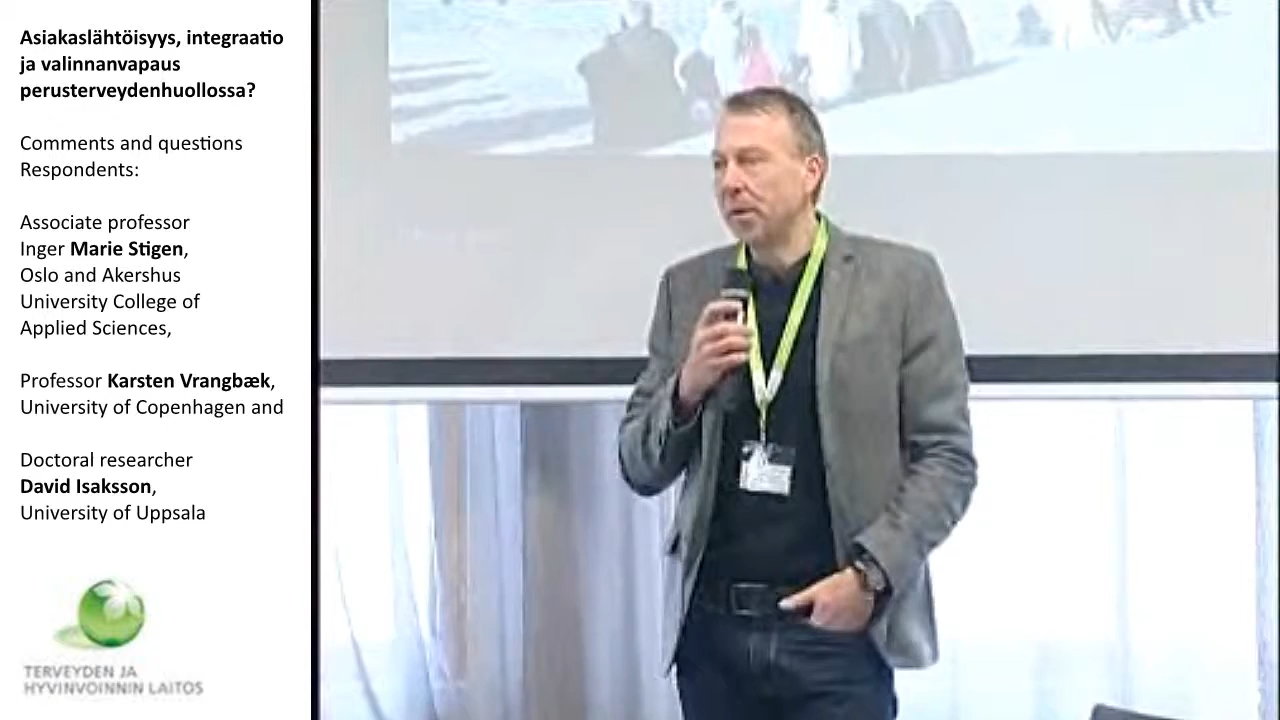 Asiakaslähtöisyys, integraatio
ja valinnanvapaus
perusterveydenhuollossa?
Comments and questions
Respondents:
Associate professor
Inger Marie Stigen,
Oslo and Akershus
University College of
Applied Sciences,
Professor Karsten Vrangbæk,
University of Copenhagen and
Doctoral researcher
David Isaksson,
University of Uppsala
TERVEYDEN JA
HYVINVOINNIN LAITOS